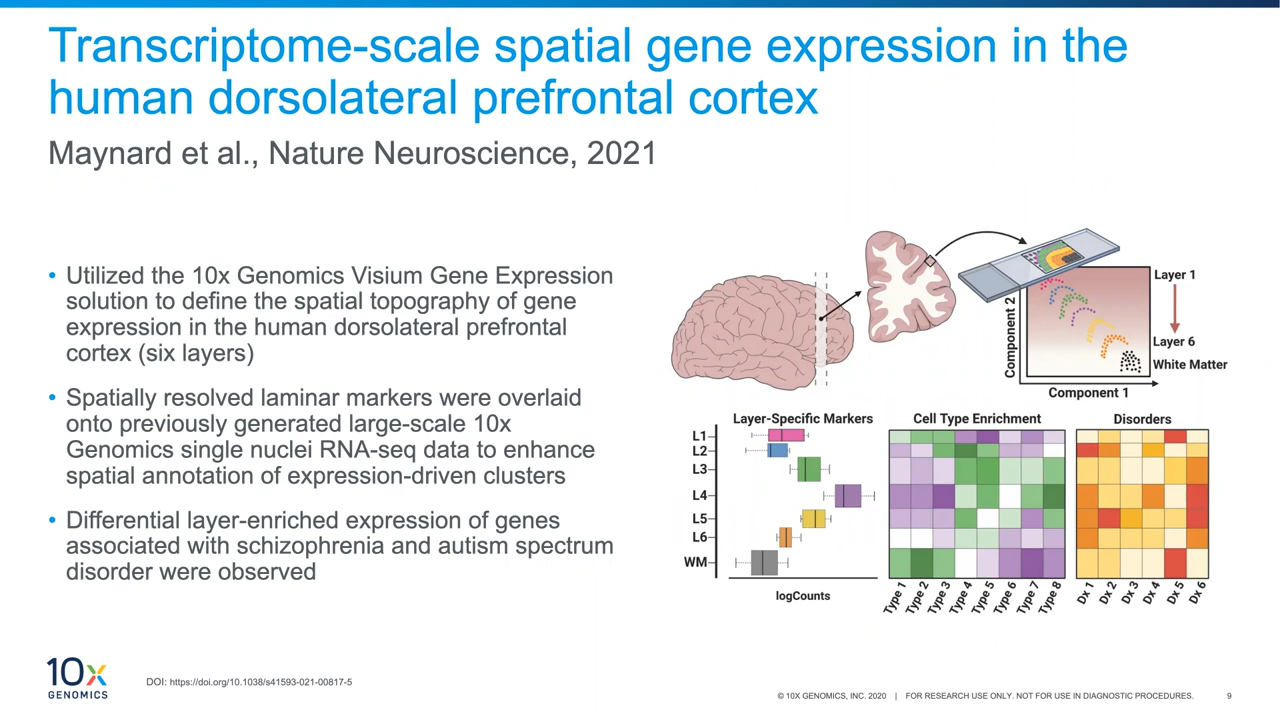 Transcriptome-scale spatial gene expression in the
human dorsolateral prefrontal cortex
Maynard et al., Nature Neuroscience, 2021
• Utilized the 10x Genomics Visium Gene Expression
solution to define the spatial topography of gene
expression in the human dorsolateral prefrontal
cortex (six layers)
• Spatially resolved laminar markers were overlaid
onto previously generated large-scale 10x
Genomics single nuclei RNA-seq data to enhance
spatial annotation of expression-driven clusters
• Differential layer-enriched expression of genes
associated with schizophrenia and autism spectrum
disorder were observed
Component 2
Layer 1
Layer 6
White Matter
Component 1
Layer-Specific Markers
L1
L2
L3
L4
L5
L6
WM
logCounts
Cell Type Enrichment
Type 1
Type 2
Type 3
Type 4
Type 5
Type 6
Type 7
Type 8
Disorders
Dx 1
Dx 2
Dx 3
Dx 4
Dx 5
Dx 6
10x
GENOMICS
DOI: https://doi.org/10.1038/s41593-021-00817-5
© 10X GENOMICS, INC. 2020 | FOR RESEARCH USE ONLY. NOT FOR USE IN DIAGNOSTIC PROCEDURES.
9